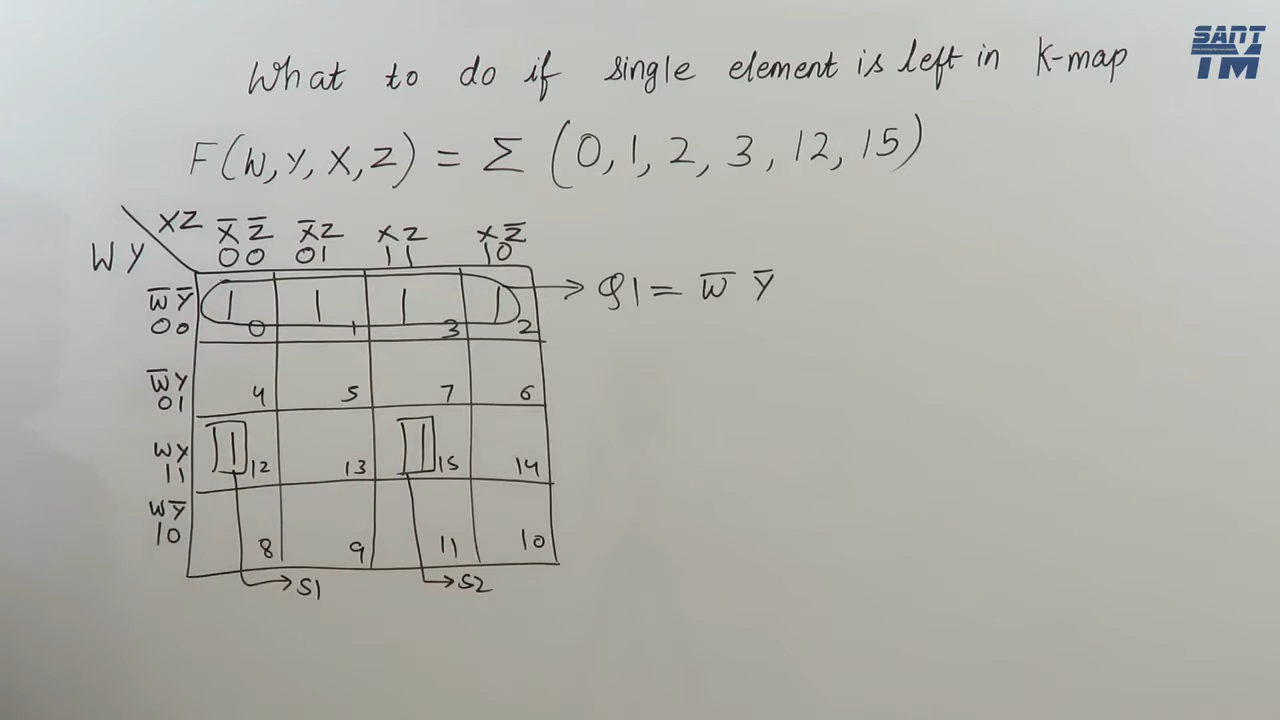 What to do if single element is left in K-map
SANT
TM
F(W,Y,X,Z) = Σ (0,1,2,3,12,15)
XZ X̅ Z̅ X̅Z XZ XZ̅
WY 00 01 11 10
W̅ Y̅ 1 1 1 1 → Q1 = W̅ Y̅
00 0 1 3 2
W̅Y
01 4 5 7 6
WY 1 1
11 12 13 15 14
WY̅
10 8 9 11 10
S1 S2